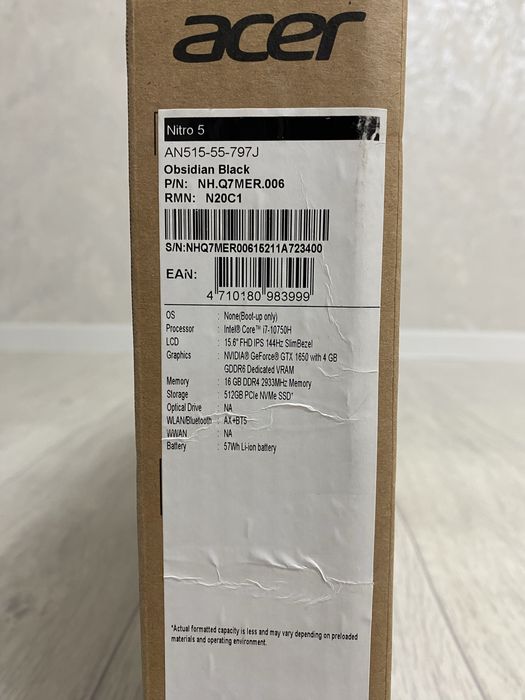 acer
Nitro 5
AN515-55-797J
Obsidian Black
P/N: NH.Q7MER.006
RMN: N20C1
S/N:NHQ7MER00615211A723400
EAN:
4 710180 983999
OS : None(Boot-up only)
Processor : Intel® Core™ i7-10750H
LCD : 15.6" FHD IPS 144Hz SlimBezel
Graphics : NVIDIA® GeForce® GTX 1650 with 4 GB
GDDR6 Dedicated VRAM
Memory : 16 GB DDR4 2933MHz Memory
Storage : 512GB PCIe NVMe SSD*
Optical Drive : NA
WLAN/Bluetooth : AX+BT5
WWAN : NA
Battery : 57Wh Li-ion battery
*Actual formatted capacity is less and may vary depending on preloaded
materials and operating environment.